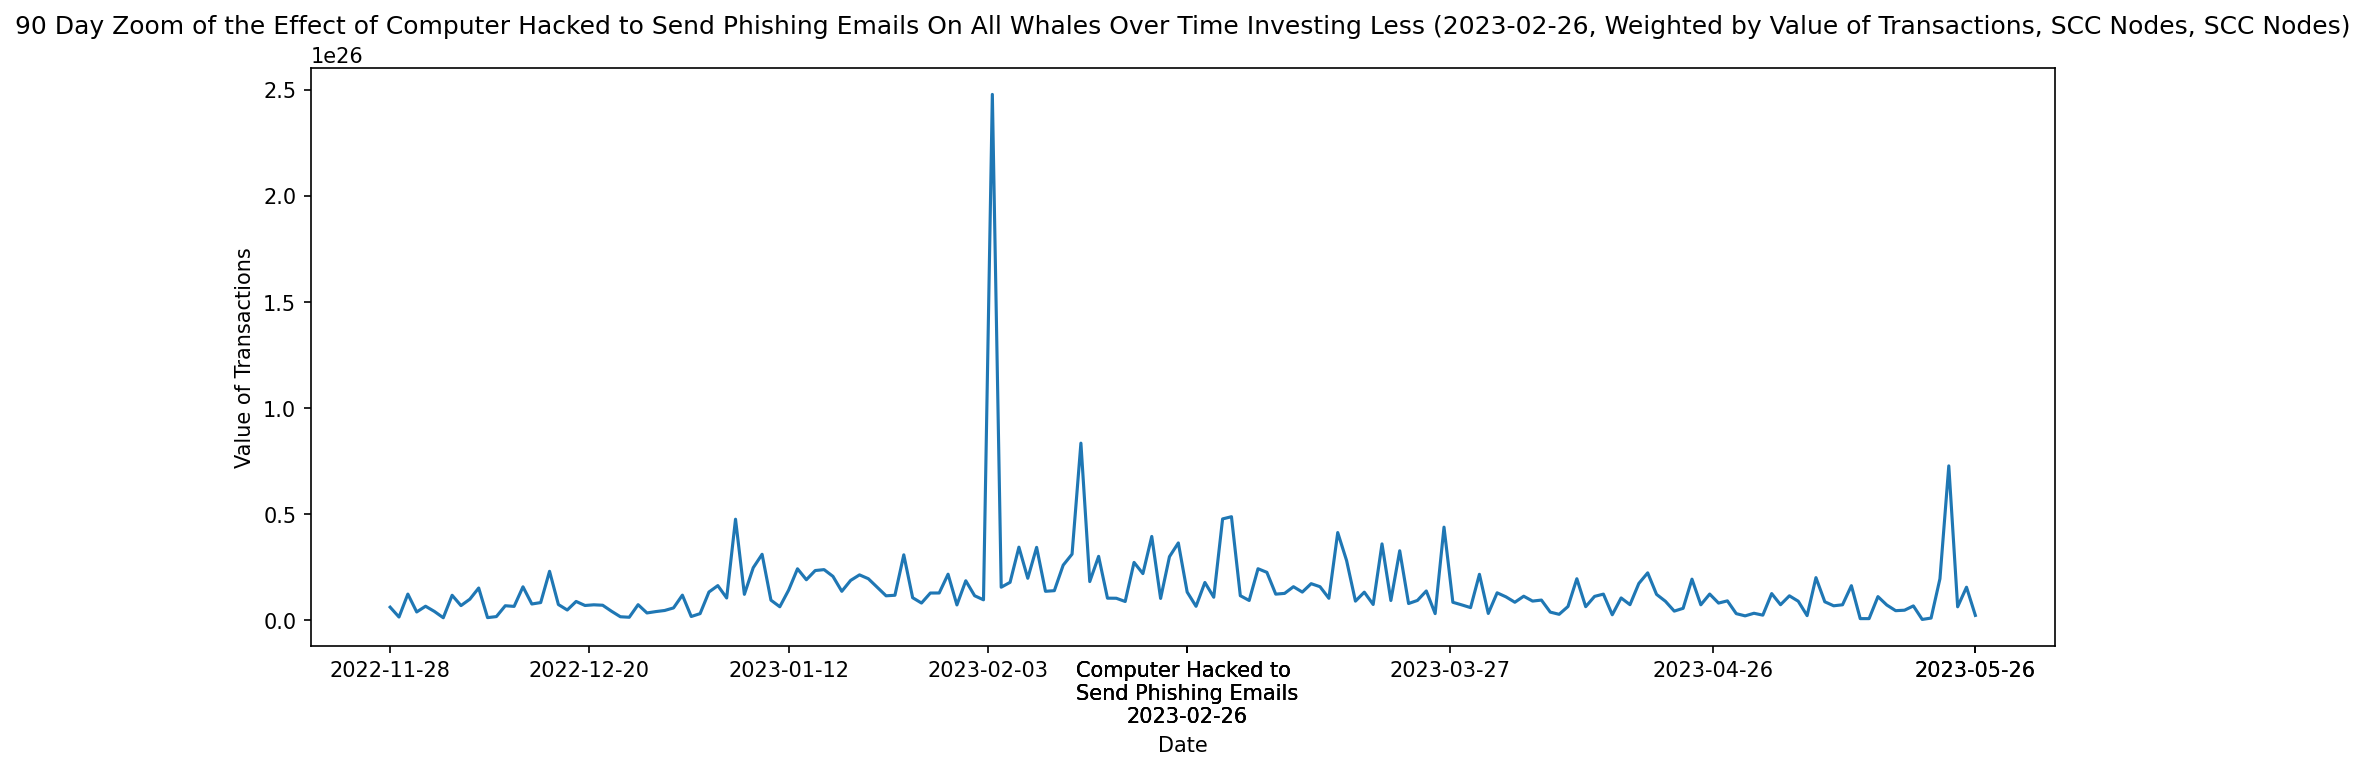 90 Day Zoom of the Effect of Computer Hacked to Send Phishing Emails On All Whales Over Time Investing Less (2023-02-26, Weighted by Value of Transactions, SCC Nodes, SCC Nodes)
1e26
2.5
2.0
1.5
1.0
0.5
0.0
Value of Transactions
2022-11-28
2022-12-20
2023-01-12
2023-02-03
Computer Hacked to
Send Phishing Emails
2023-02-26
2023-03-27
2023-04-26
2023-05-26
Date